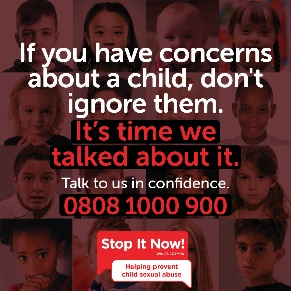 If you have concerns
about a child, don't
ignore them.
It's time we
talked about it.
Talk to us in confidence.
0808 1000 900
Stop It Now!
Helping prevent
child sexual abuse